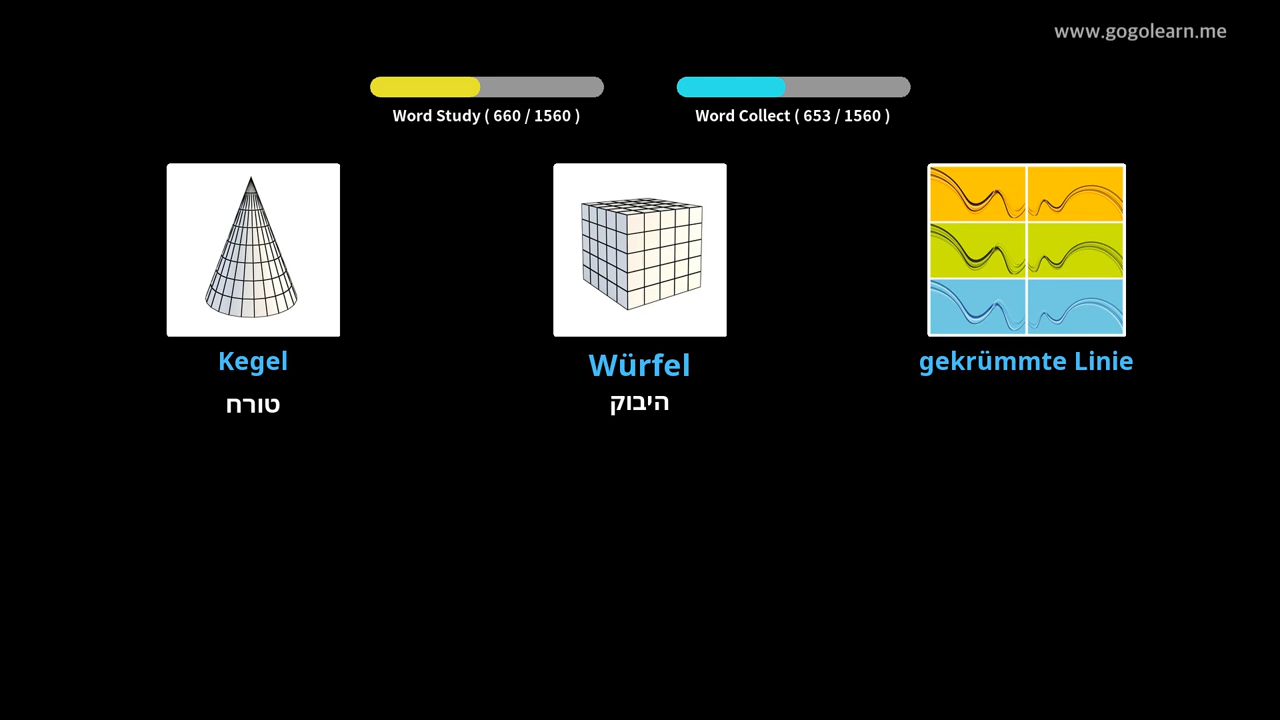 www.gogolearn.me
Word Study ( 660 / 1560 )
Word Collect ( 653 / 1560 )
Kegel
טורח
Würfel
היבוק
gekrümmte Linie